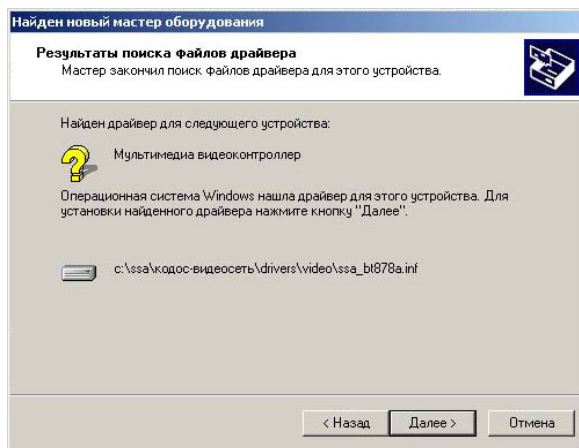 Найден новый мастер оборудования
Результаты поиска файлов драйвера
Мастер закончил поиск файлов драйвера для этого устройства.
Найден драйвер для следующего устройства:
Мультимедиа видеоконтроллер
Операционная система Windows нашла драйвер для этого устройства. Для
установки найденного драйвера нажмите кнопку "Далее".
c:\ssa\кодос-видеосеть\drivers\video\ssa_bt878a.inf
< Назад
Далее >
Отмена